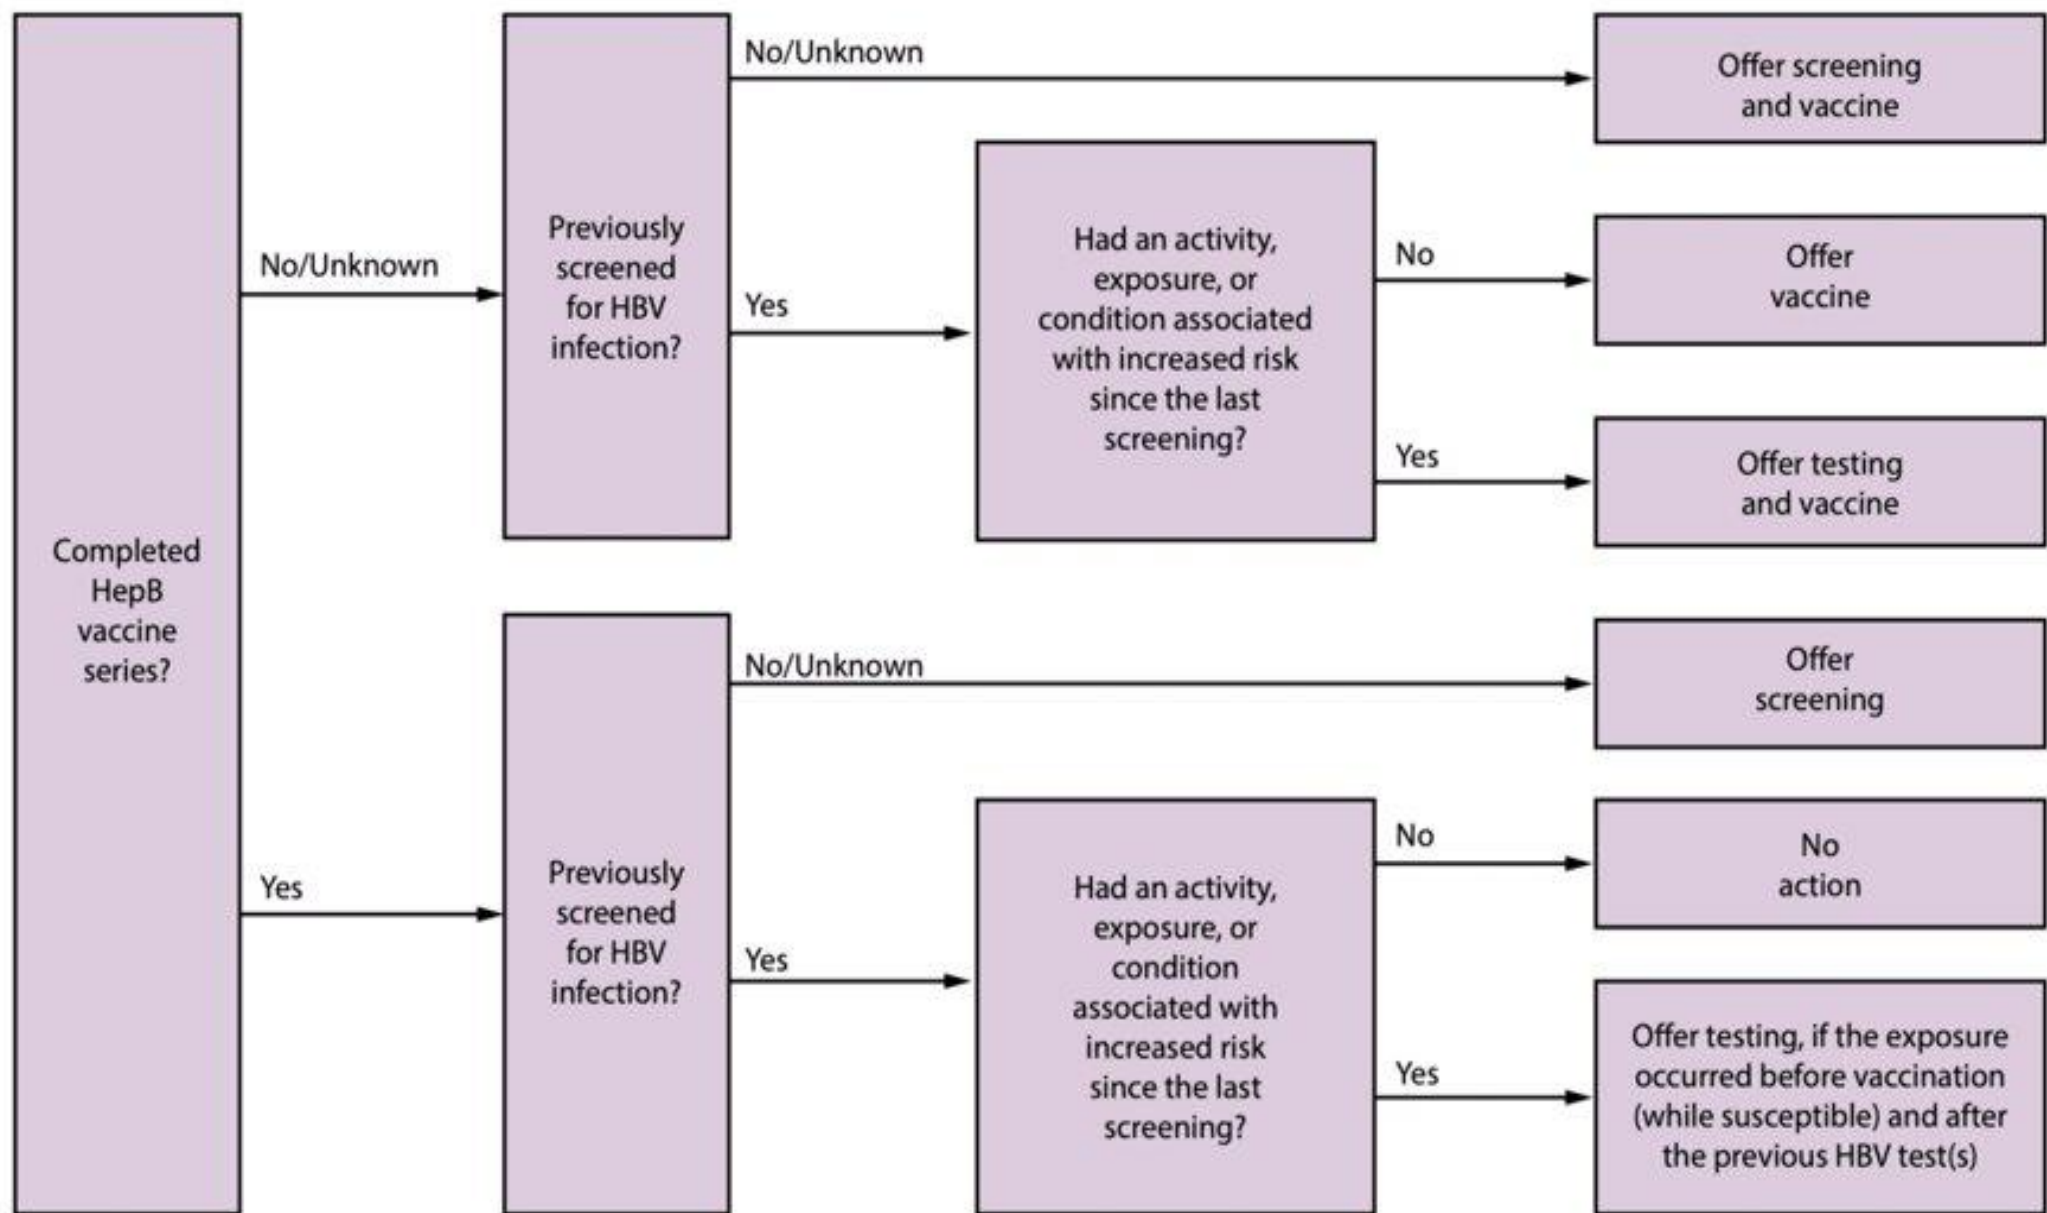 Completed
HepB
vaccine
series?
No/Unknown
Previously
screened
for HBV
infection?
No/Unknown
Offer screening
and vaccine
Yes
Had an activity,
exposure, or
condition associated
with increased risk
since the last
screening?
No
Offer
vaccine
Yes
Offer testing
and vaccine
Yes
Previously
screened
for HBV
infection?
No/Unknown
Offer
screening
Yes
Had an activity,
exposure, or
condition
associated with
increased risk
since the last
screening?
No
No
action
Yes
Offer testing, if the exposure
occurred before vaccination
(while susceptible) and after
the previous HBV test(s)